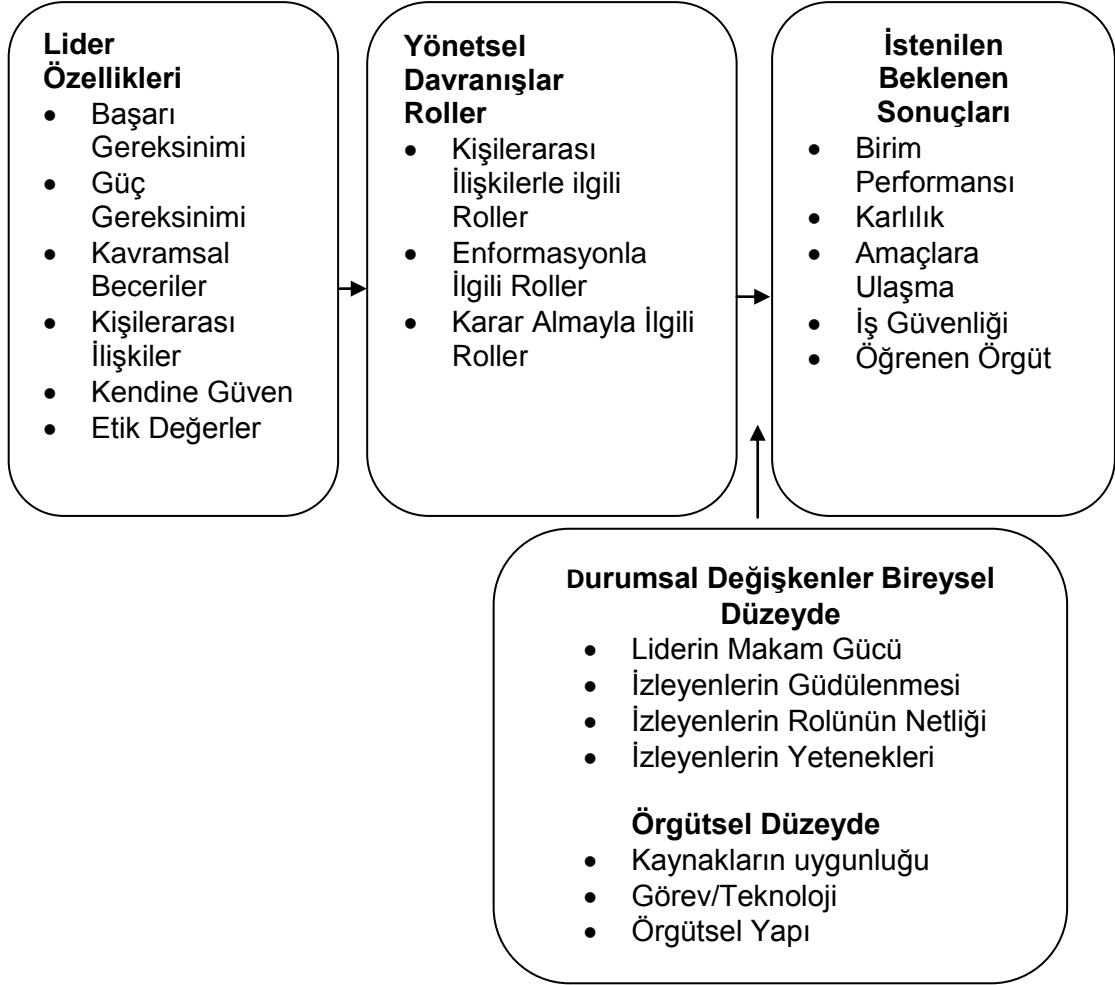 Lider
Özellikleri
• Başarı
Gereksinimi
• Güç
Gereksinimi
• Kavramsal
Beceriler
• Kişilerarası
İlişkiler
• Kendine Güven
• Etik Değerler
Yönetsel
Davranışlar
Roller
• Kişilerarası
İlişkilerle ilgili
Roller
• Enformasyonla
İlgili Roller
• Karar Almayla İlgili
Roller
İstenilen
Beklenen
Sonuçları
• Birim
Performansı
• Karlılık
• Amaçlara
Ulaşma
• İş Güvenliği
• Öğrenen Örgüt
Durumsal Değişkenler Bireysel
Düzeyde
• Liderin Makam Gücü
• İzleyenlerin Güdülenmesi
• İzleyenlerin Rolünün Netliği
• İzleyenlerin Yetenekleri
Örgütsel Düzeyde
• Kaynakların uygunluğu
• Görev/Teknoloji
• Örgütsel Yapı